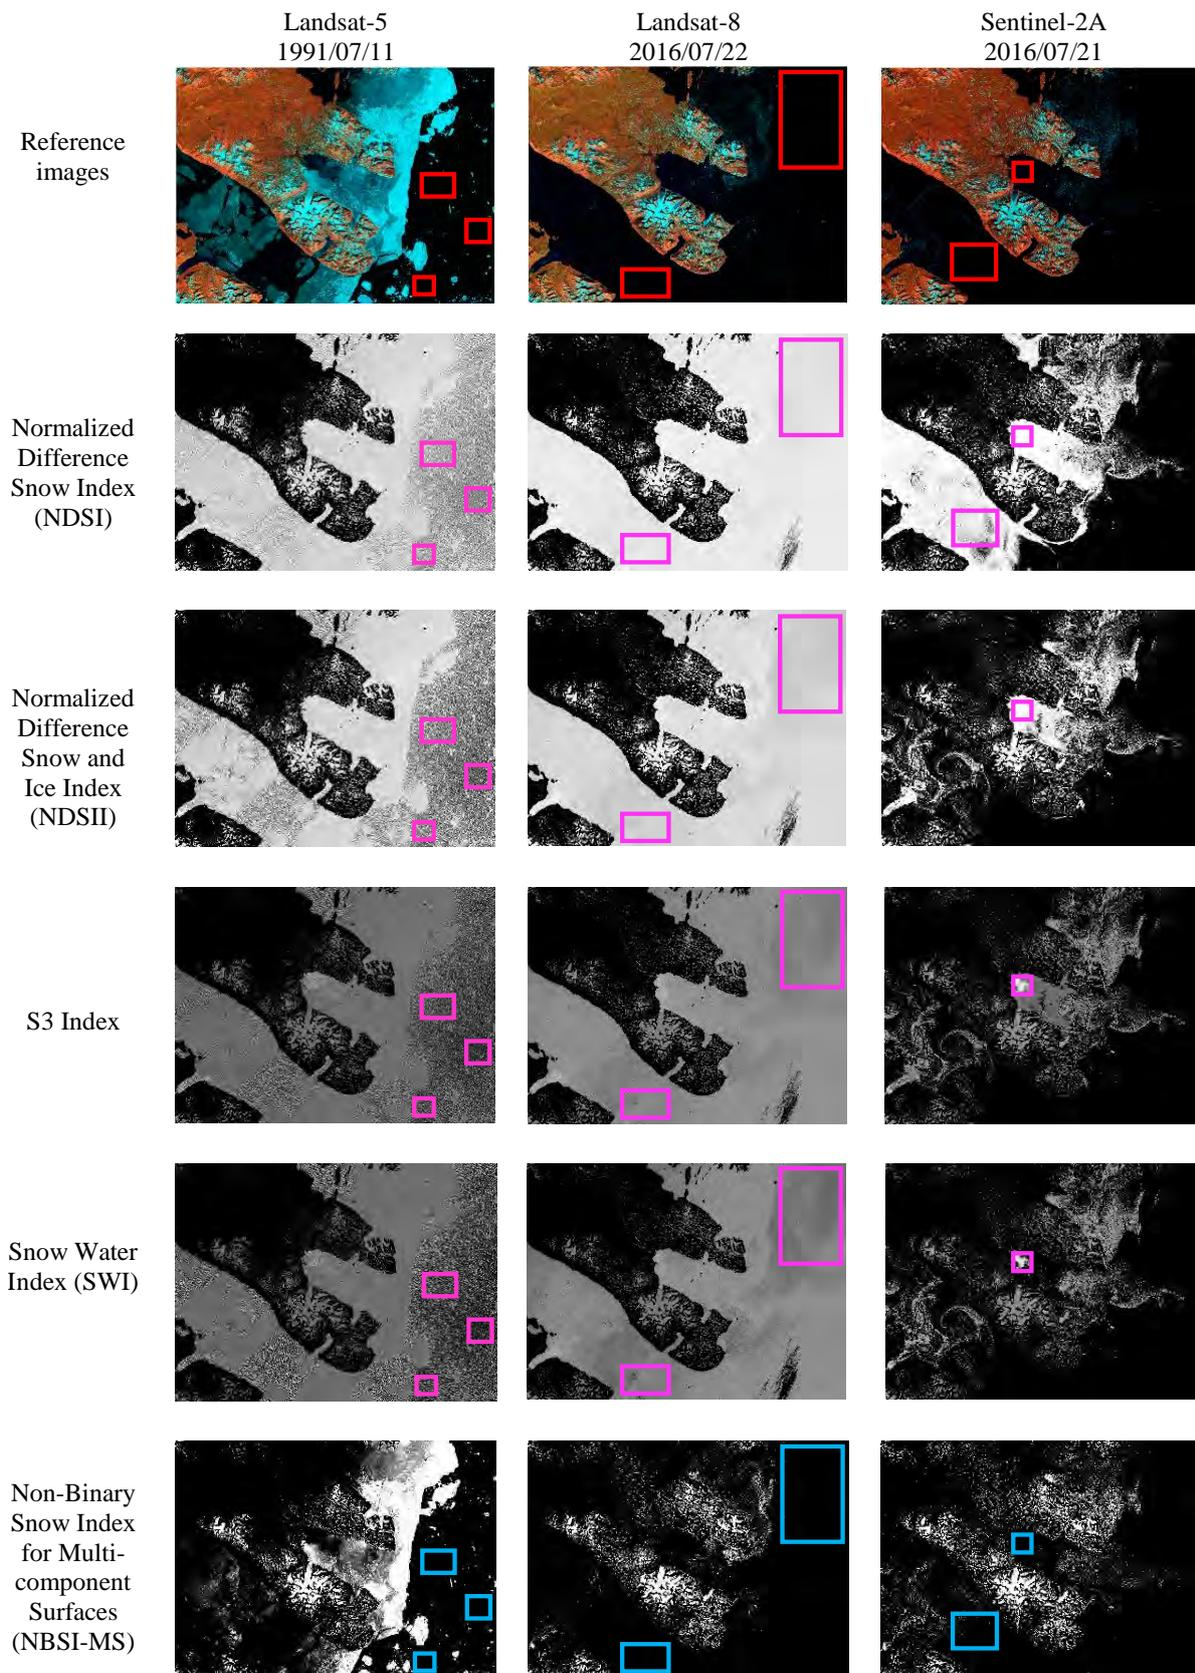 Landsat-5
1991/07/11
Landsat-8
2016/07/22
Sentinel-2A
2016/07/21
Reference
images
Normalized
Difference
Snow Index
(NDSI)
Normalized
Difference
Snow and
Ice Index
(NDSII)
S3 Index
Snow Water
Index (SWI)
Non-Binary
Snow Index
for Multi-
component
Surfaces
(NBSI-MS)